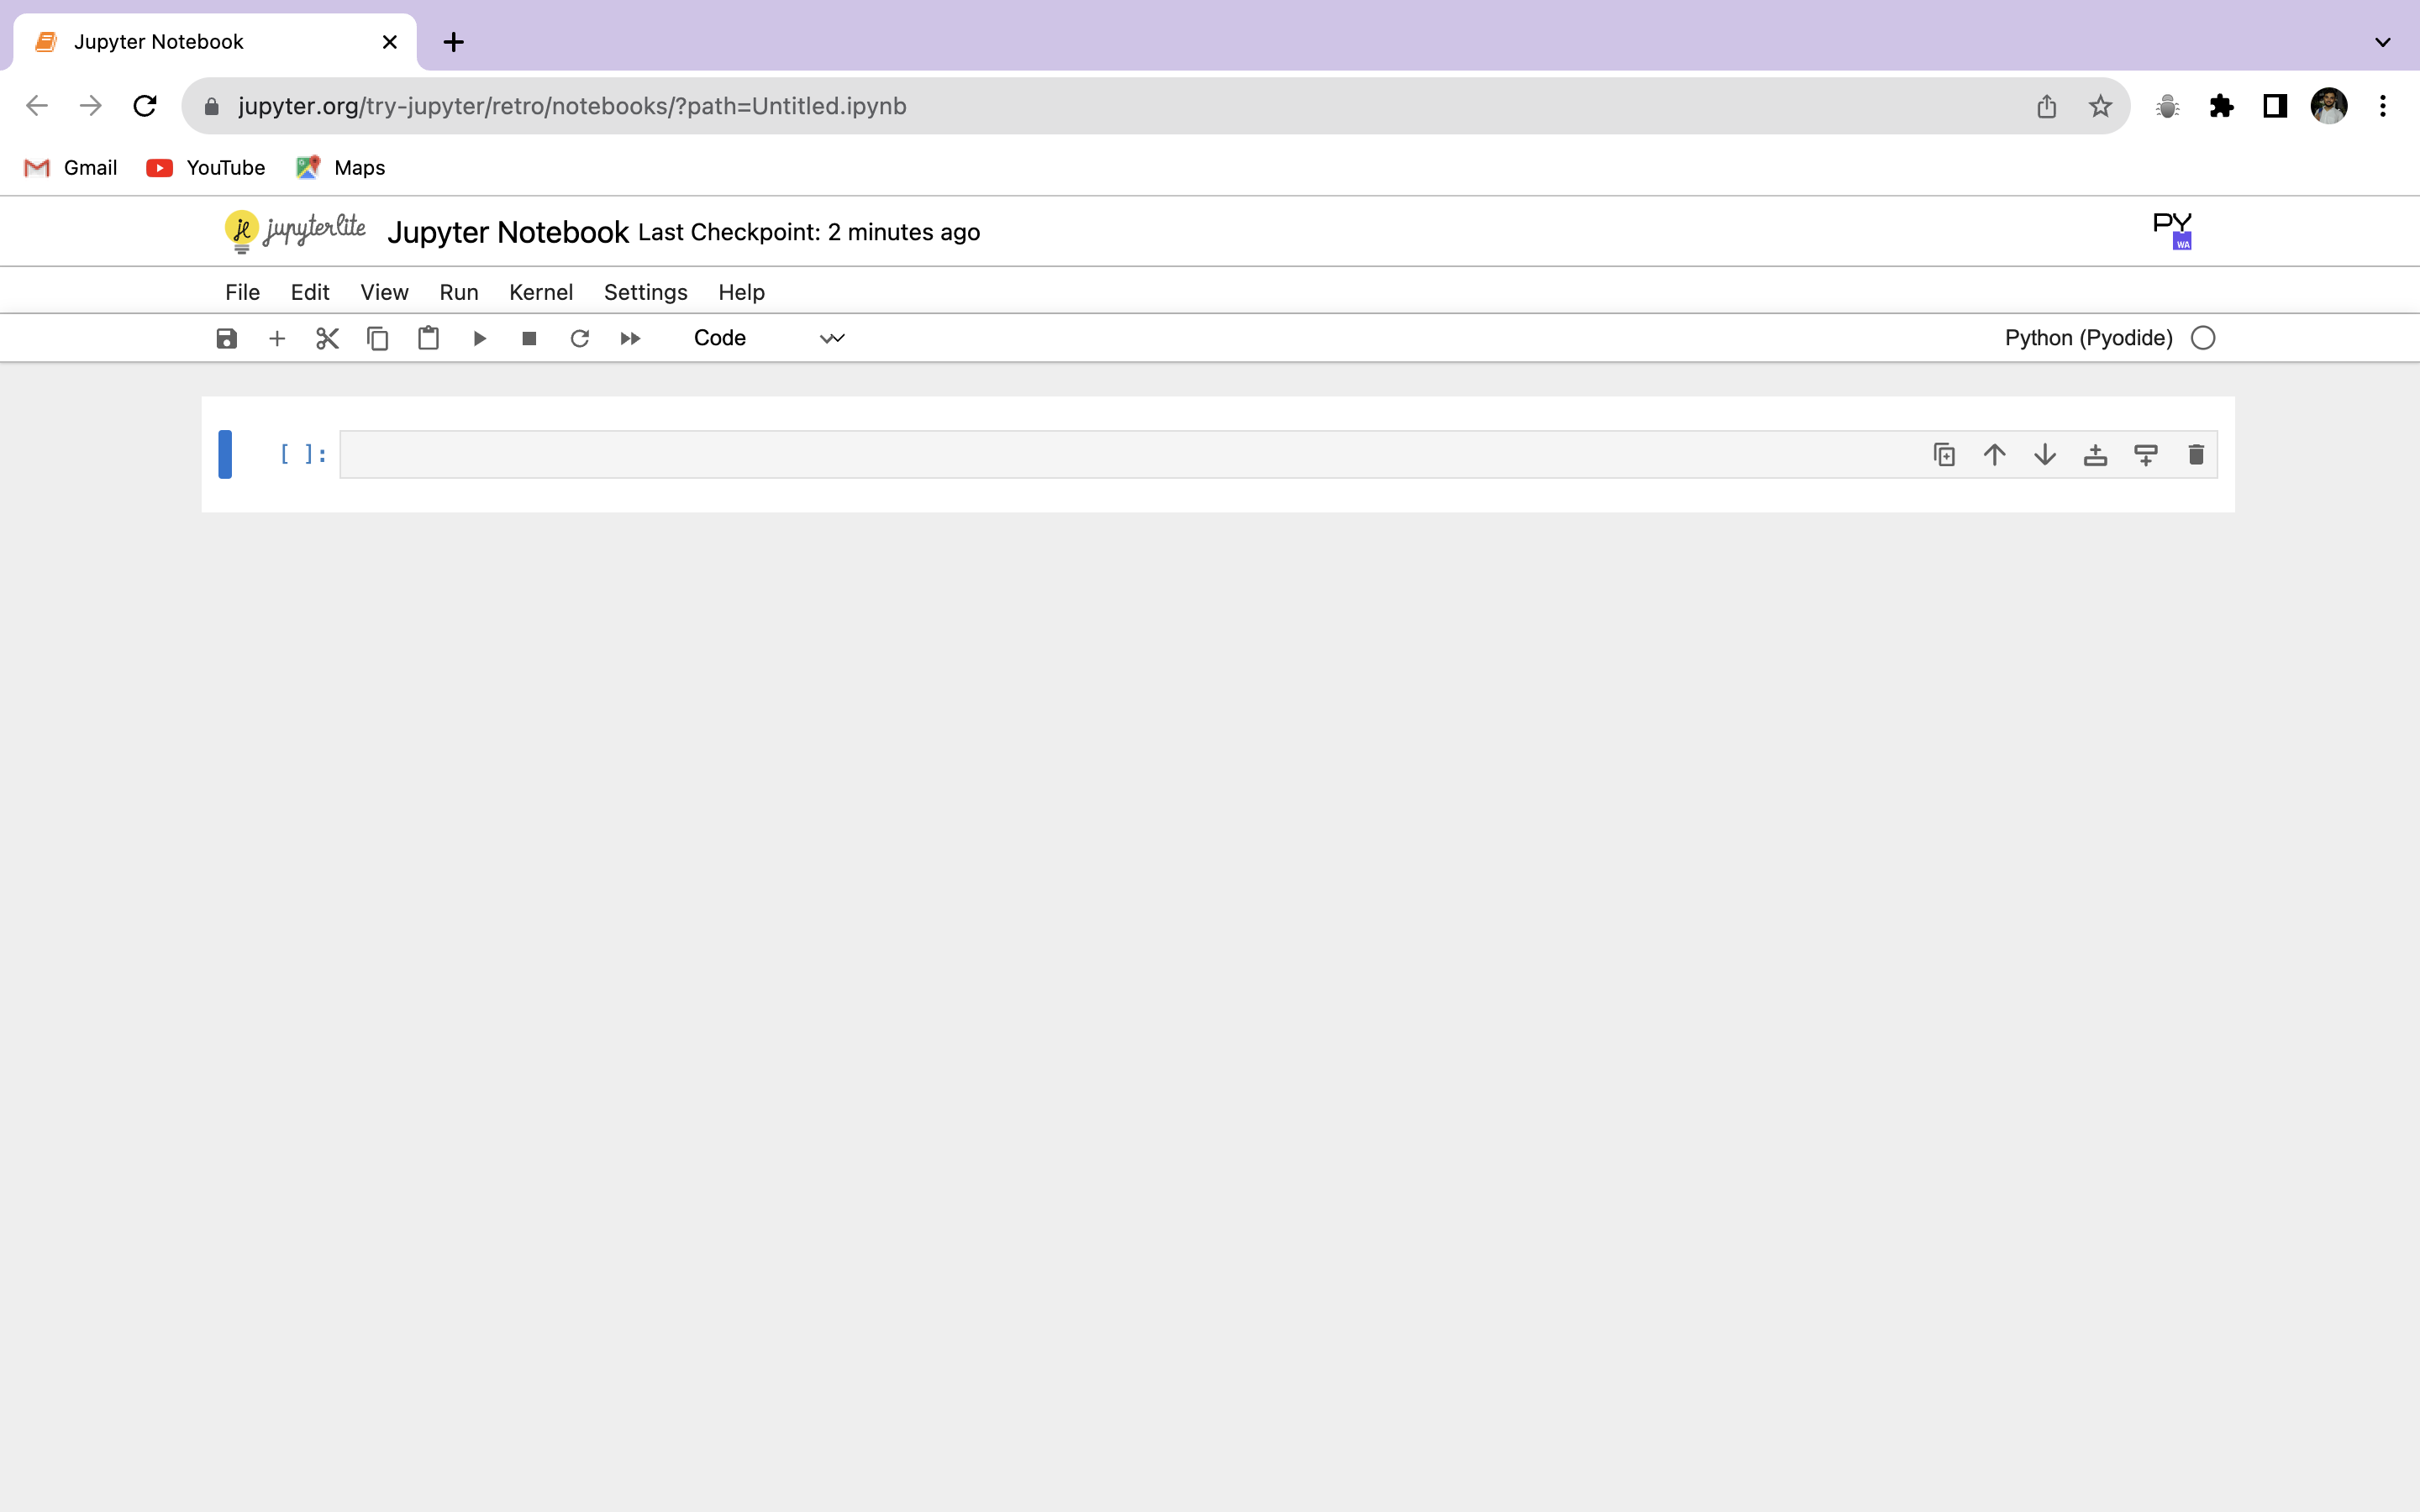 Jupyter Notebook
jupyter.org/try-jupyter/retro/notebooks/?path=Untitled.ipynb
Gmail YouTube Maps
jl jupyterlite Jupyter Notebook Last Checkpoint: 2 minutes ago PY WA
File Edit View Run Kernel Settings Help
Code Python (Pyodide)
[ ]: